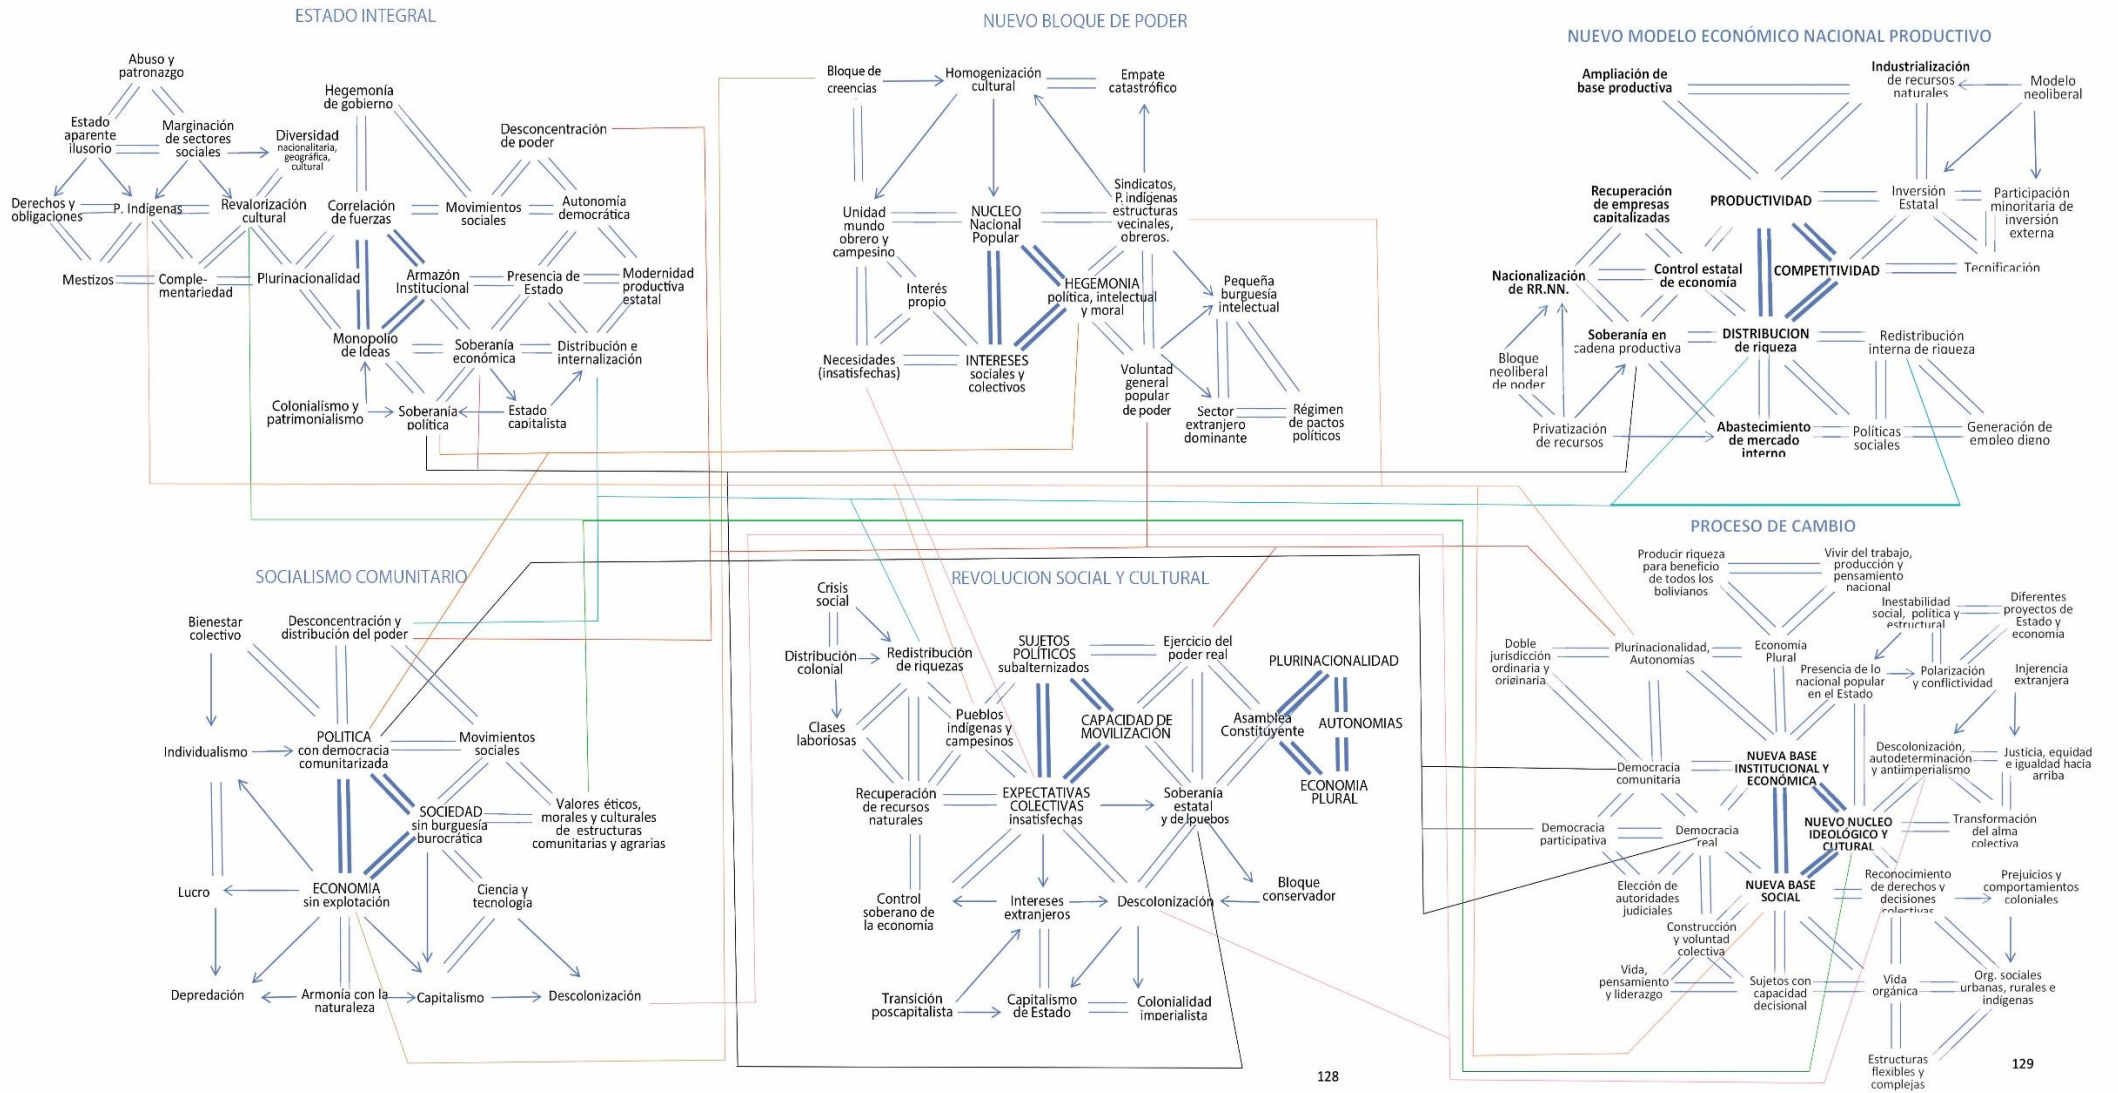 ESTADO INTEGRAL
Abuso y
patronazgo
Hegemonía
de gobierno
Estado
aparente
ilusorio
Marginación
de sectores
sociales
Diversidad
nacionalitaria,
geográfica,
cultural
Desconcentración
de poder
Derechos y
obligaciones
P. Indígenas
Revalorización
cultural
Correlación
de fuerzas
Movimientos
sociales
Autonomía
democrática
Mestizos
Comple-
mentariedad
Plurinacionalidad
Armazón
Institucional
Presencia de
Estado
Modernidad
productiva
estatal
Monopolio
de Ideas
Soberanía
económica
Distribución e
internalización
Colonialismo y
patrimonialismo
Soberanía
política
Estado
capitalista
NUEVO BLOQUE DE PODER
Bloque de
creencias
Homogenización
cultural
Empate
catastrófico
Unidad
mundo
obrero y
campesino
NUCLEO
Nacional
Popular
Sindicatos,
P. indígenas
estructuras
vecinales,
obreros.
Interés
propio
HEGEMONIA
política, intelectual
y moral
Pequeña
burguesía
intelectual
Necesidades
(insatisfechas)
INTERESES
sociales y
colectivos
Voluntad
general
popular
de poder
Sector
extranjero
dominante
Régimen
de pactos
políticos
NUEVO MODELO ECONÓMICO NACIONAL PRODUCTIVO
Ampliación de
base productiva
Industrialización
de recursos
naturales
Modelo
neoliberal
Recuperación
de empresas
capitalizadas
PRODUCTIVIDAD
Inversión
Estatal
Participación
minoritaria de
inversión
externa
Nacionalización
de RR.NN.
Control estatal
de economía
COMPETITIVIDAD
Tecnificación
Soberanía en
cadena productiva
DISTRIBUCION
de riqueza
Redistribución
interna de riqueza
Bloque
neoliberal
de poder
Privatización
de recursos
Abastecimiento
de mercado
interno
Políticas
sociales
Generación de
empleo dieno
SOCIALISMO COMUNITARIO
Bienestar
colectivo
Desconcentración y
distribución del poder
Individualismo
POLITICA
con democracia
comunitarizada
Movimientos
sociales
SOCIEDAD
sin burguesía
burocrática
Valores éticos,
morales y culturales
de estructuras
comunitarias y agrarias
Lucro
ECONOMIA
sin explotación
Ciencia y
tecnología
Depredación
Armonía con la
naturaleza
Capitalismo
Descolonización
REVOLUCION SOCIAL Y CULTURAL
Crisis
social
Distribución
colonial
Redistribución
de riquezas
SUJETOS
POLÍTICOS
subalternizados
Ejercicio del
poder real
PLURINACIONALIDAD
Clases
laboriosas
Pueblos
indígenas y
campesinos
CAPACIDAD DE
MOVILIZACIÓN
Asamblea
Constituyente
AUTONOMIAS
Recuperación
de recursos
naturales
EXPECTATIVAS
COLECTIVAS
insatisfechas
Soberanía
estatal
y de lpuebos
ECONOMIA
PLURAL
Control
soberano de
la economía
Intereses
extranjeros
Descolonización
Bloque
conservador
Transición
poscapitalista
Capitalismo
de Estado
Colonialidad
imperialista
128
PROCESO DE CAMBIO
Producir riqueza
para beneficio
de todos los
bolivianos
Vivir del trabajo,
producción y
pensamiento
nacional
Inestabilidad
social, política y
estructural
Diferentes
proyectos de
Estado y
economía
Doble
jurisdicción
ordinaria y
originaria
Plurinacionalidad,
Autonomías
Economía
Plural
Presencia de lo
nacional popular
en el Estado
Polarización
y conflictividad
Injerencia
extranjera
Democracia
comunitaria
NUEVA BASE
INSTITUCIONAL Y
ECONÓMICA
Descolonización,
autodeterminación
y antiimperialismo
Justicia, equidad
e igualdad hacia
arriba
Democracia
participativa
Democracia
real
NUEVO NUCLEO
IDEOLÓGICO Y
CUTURAL
Transformación
del alma
colectiva
Elección de
autoridades
judiciales
NUEVA BASE
SOCIAL
Reconocimiento
de derechos y
decisiones
colectivas
Prejuicios y
comportamientos
coloniales
Construcción
y voluntad
colectiva
Vida,
pensamiento
y liderazgo
Sujetos con
capacidad
decisional
Vida
orgánica
Org. sociales
urbanas, rurales e
indígenas
Estructuras
flexibles y
complejas
129